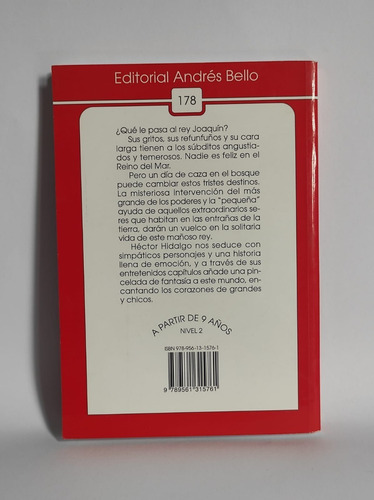 Editorial Andrés Bello
178
¿Qué le pasa al rey Joaquín?
Sus gritos, sus refunfuños y su cara
larga tienen a los súbditos angustia-
dos y temerosos. Nadie es feliz en el
Reino del Mar.
Pero un día de caza en el bosque
puede cambiar estos tristes destinos.
La misteriosa intervención del más
grande de los poderes y la "pequeña"
ayuda de aquellos extraordinarios se-
res que habitan en las entrañas de la
tierra, darán un vuelco en la solitaria
vida de este mañoso rey.
Héctor Hidalgo nos seduce con
simpáticos personajes y una historia
llena de emoción, y a través de sus
entretenidos capítulos añade una pin-
celada de fantasía a este mundo, en-
cantando los corazones de grandes
y chicos.
A PARTIR DE 9 AÑOS
NIVEL 2
ISBN 978-956-13-1576-1
9 789561 315761